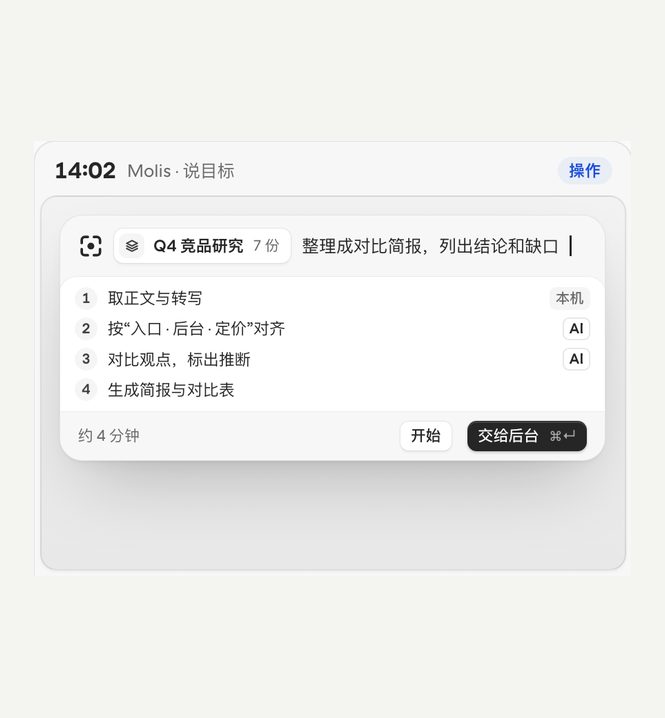 14:02 Molis · 说目标 操作
Q4 竞品研究 7 份 整理成对比简报，列出结论和缺口
1 取正文与转写 本机
2 按“入口 · 后台 · 定价”对齐 AI
3 对比观点，标出推断 AI
4 生成简报与对比表
约 4 分钟 开始 交给后台 ⌘↵